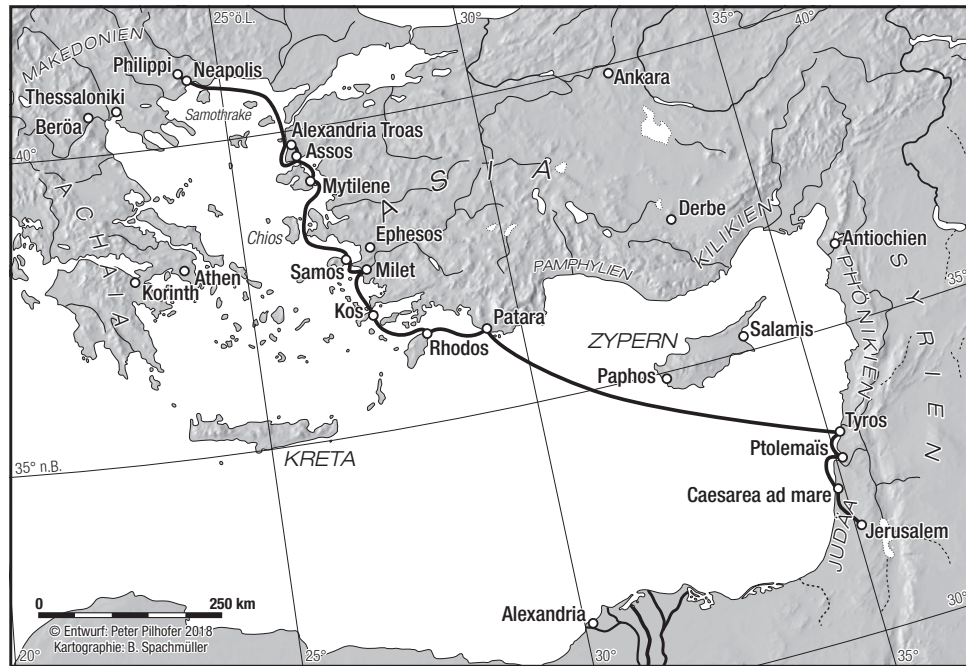 25°ö.L.
30°
35°
40°
MAKEDONIEN
Philippi
Neapolis
Ankara
Thessaloniki
Samothrake
Beröa
Alexandria Troas
Assos
40°
ASIA
Mytilene
ACHAIA
Derbe
Chios
Ephesos
KILIKIEN
Antiochien
SYRIEN
Samos
Milet
PAMPHYLIEN
Athen
Korinth
PHÖNIKIEN
35°
Kos
Patara
Salamis
Rhodos
ZYPERN
Paphos
Tyros
KRETA
Ptolemaïs
35° n.B.
Caesarea ad mare
Jerusalem
JUDÄA
0
250 km
Alexandria
30°
© Entwurf: Peter Pilhofer 2018
Kartographie: B. Spachmüller
20°
25°
30°
35°